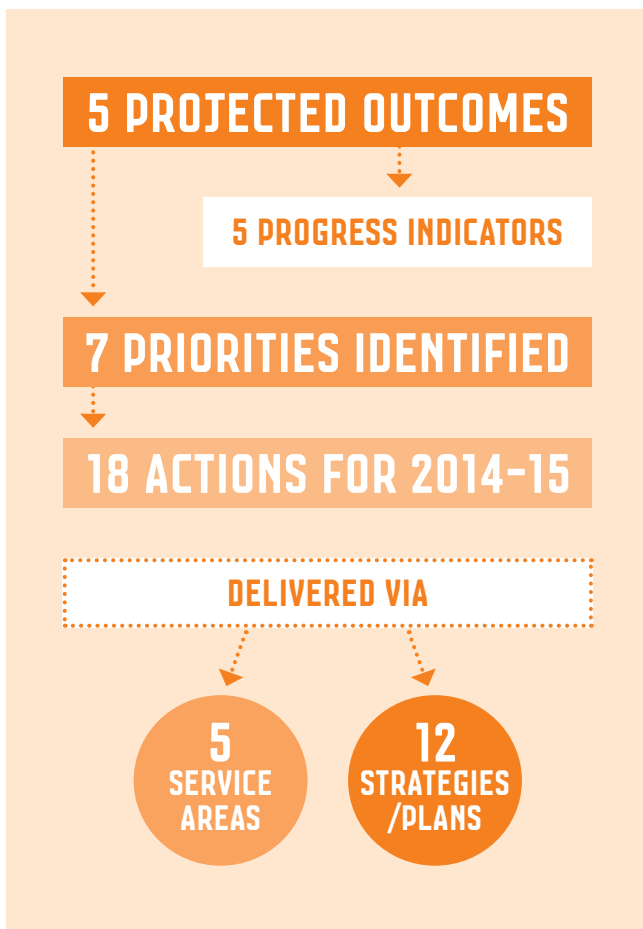 5 PROJECTED OUTCOMES
5 PROGRESS INDICATORS
7 PRIORITIES IDENTIFIED
18 ACTIONS FOR 2014-15
DELIVERED VIA
5
SERVICE
AREAS
12
STRATEGIES
/PLANS